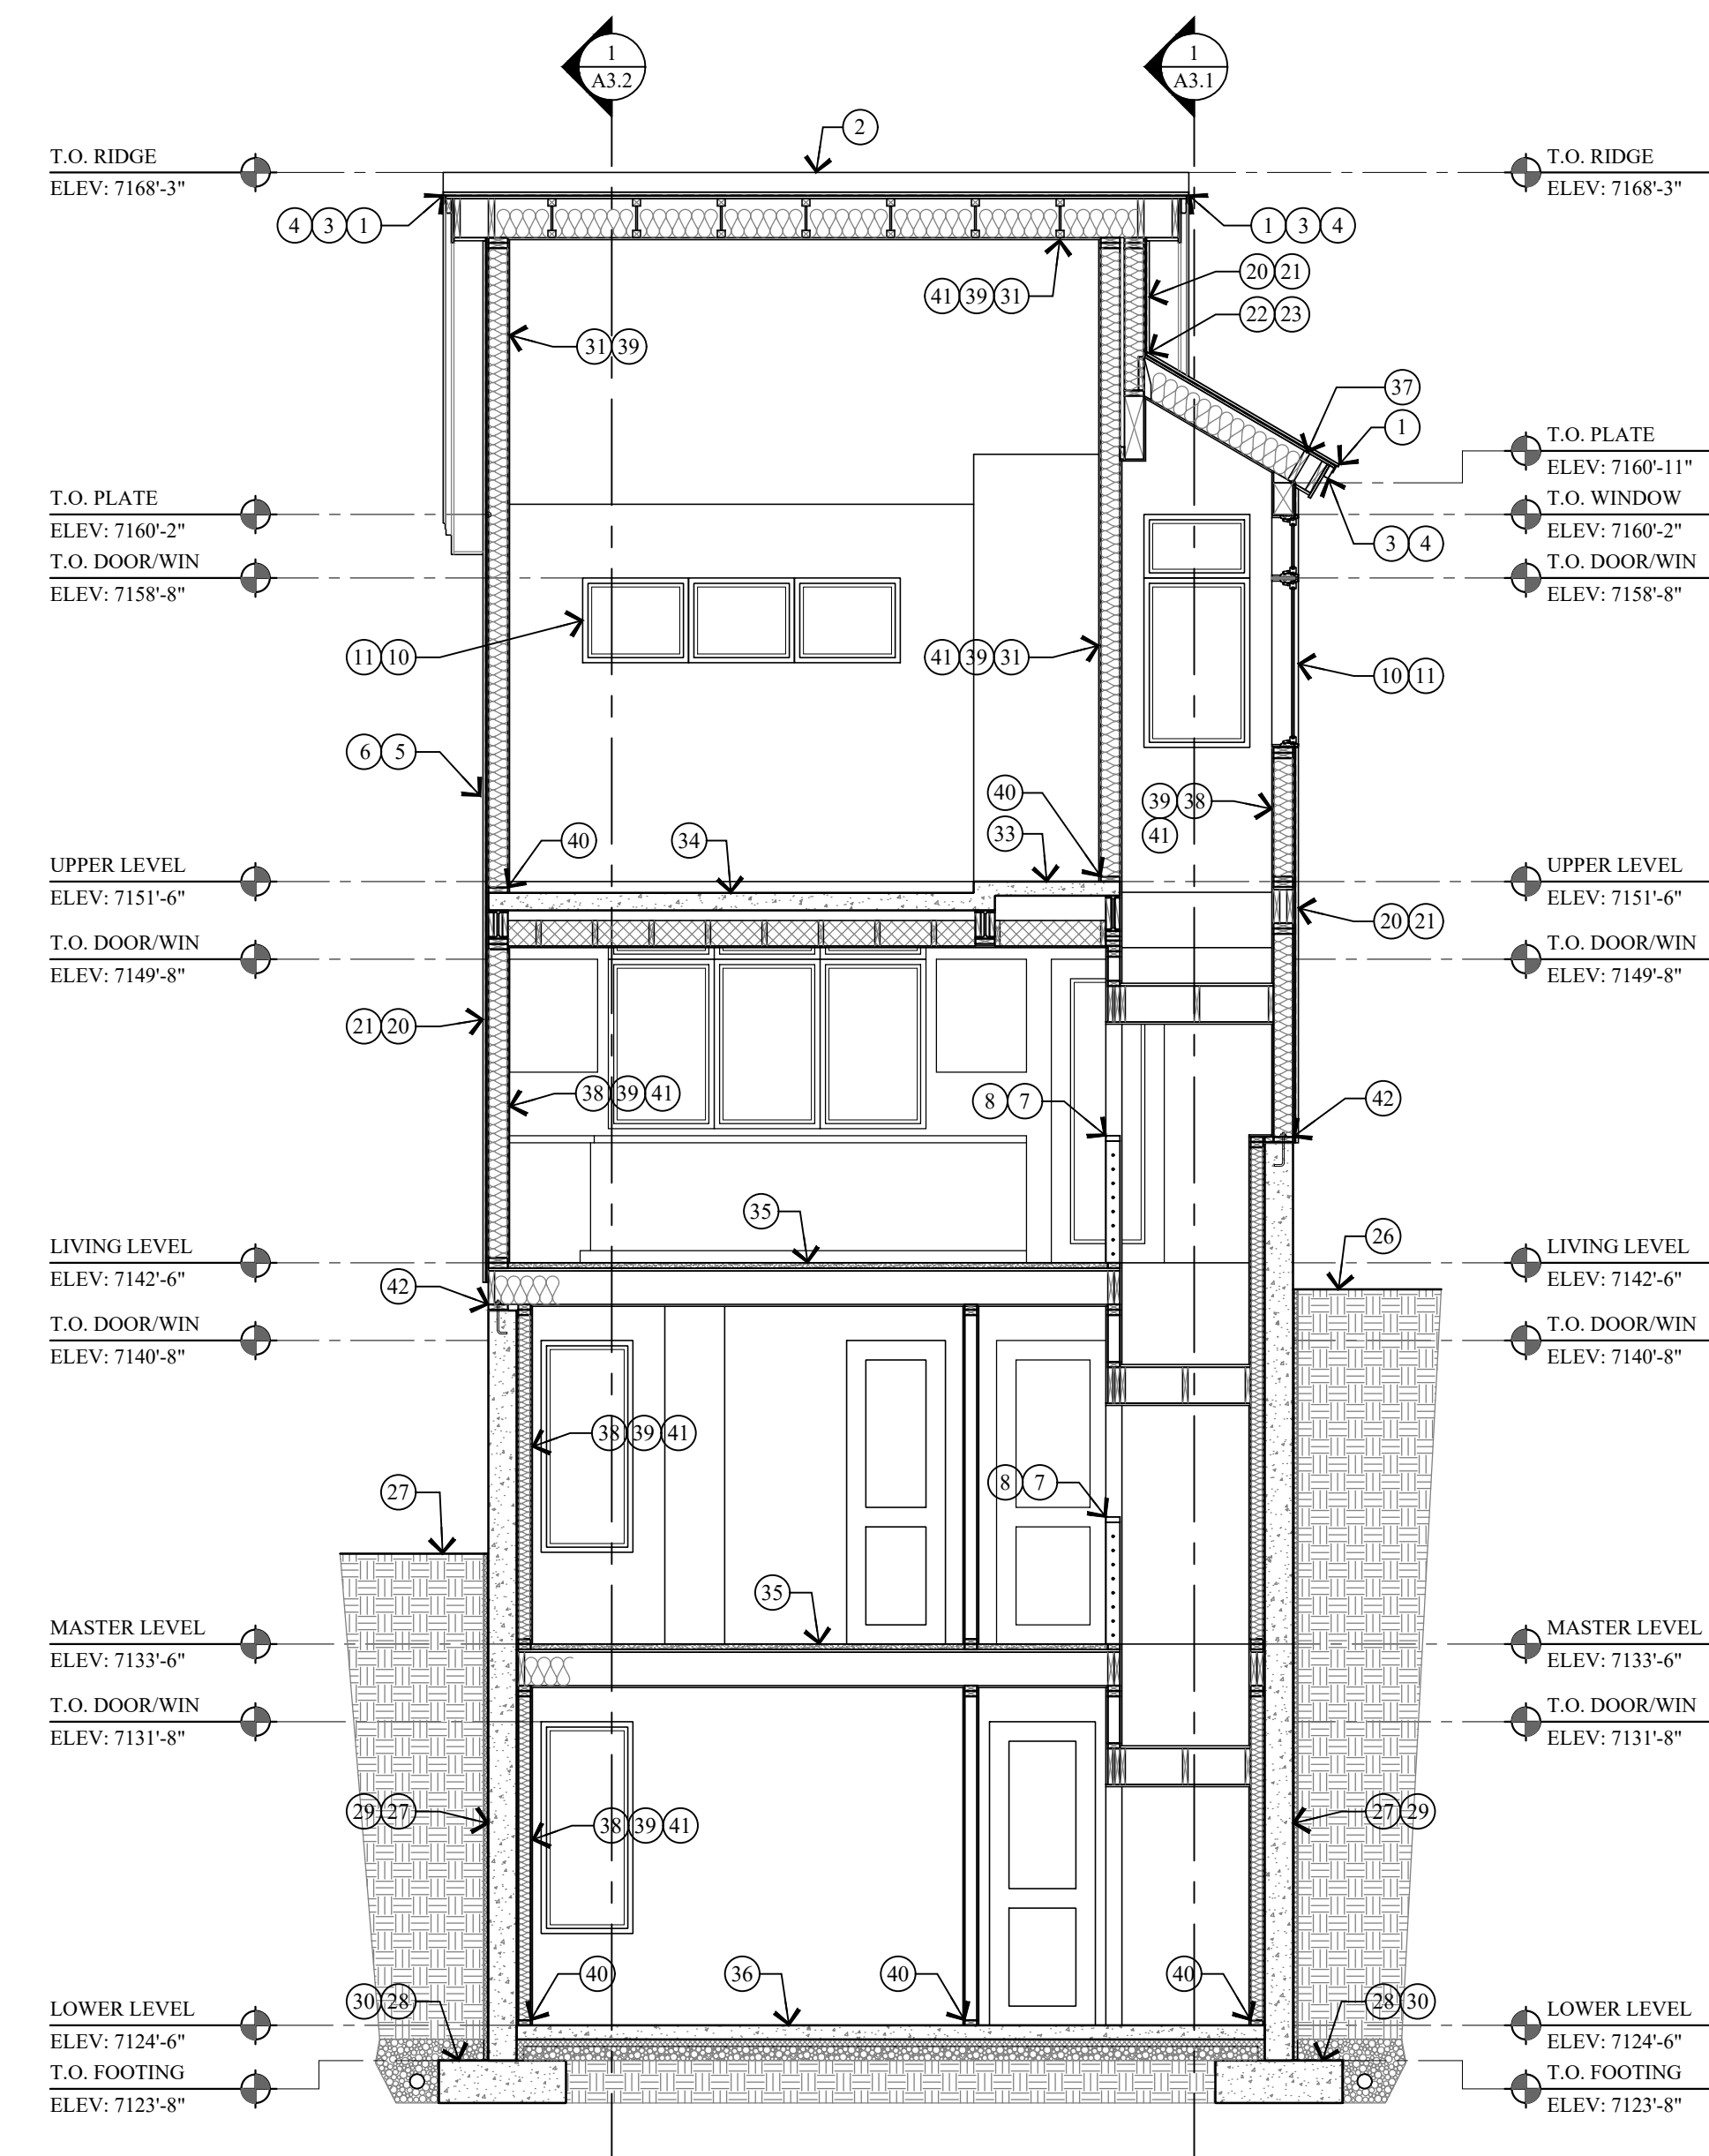 1
A3.2
1
A3.1
2
T.O. RIDGE
ELEV: 7168'-3"
T.O. RIDGE
ELEV: 7168'-3"
4 3 1
1 3 4
20 21
41 39 31
22 23
31 39
37
1
T.O. PLATE
ELEV: 7160'-11"
T.O. PLATE
ELEV: 7160'-2"
T.O. WINDOW
ELEV: 7160'-2"
3 4
T.O. DOOR/WIN
ELEV: 7158'-8"
T.O. DOOR/WIN
ELEV: 7158'-8"
11 10
41 39 31
10 11
6 5
40
39 38
41
40
34
33
UPPER LEVEL
ELEV: 7151'-6"
UPPER LEVEL
ELEV: 7151'-6"
20 21
T.O. DOOR/WIN
ELEV: 7149'-8"
T.O. DOOR/WIN
ELEV: 7149'-8"
21 20
38 39 41
8 7
42
35
26
LIVING LEVEL
ELEV: 7142'-6"
LIVING LEVEL
ELEV: 7142'-6"
42
T.O. DOOR/WIN
ELEV: 7140'-8"
T.O. DOOR/WIN
ELEV: 7140'-8"
38 39 41
27
8 7
35
MASTER LEVEL
ELEV: 7133'-6"
MASTER LEVEL
ELEV: 7133'-6"
T.O. DOOR/WIN
ELEV: 7131'-8"
T.O. DOOR/WIN
ELEV: 7131'-8"
29 27
38 39 41
27 29
40
36
40
40
30 28
28 30
LOWER LEVEL
ELEV: 7124'-6"
LOWER LEVEL
ELEV: 7124'-6"
T.O. FOOTING
ELEV: 7123'-8"
T.O. FOOTING
ELEV: 7123'-8"